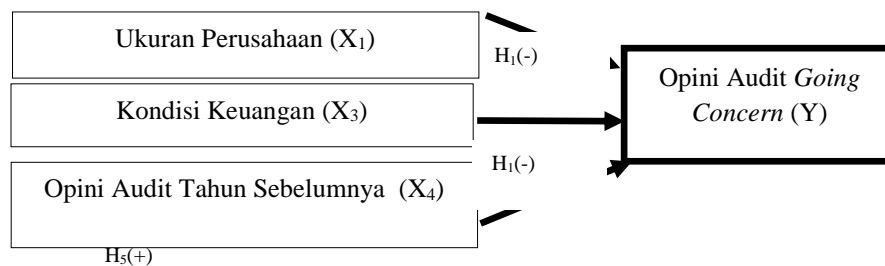 Ukuran Perusahaan (X₁)
H₁(-)
Opini Audit Going
Concern (Y)
Kondisi Keuangan (X₃)
H₁(-)
Opini Audit Tahun Sebelumnya (X₄)
H₅(+)